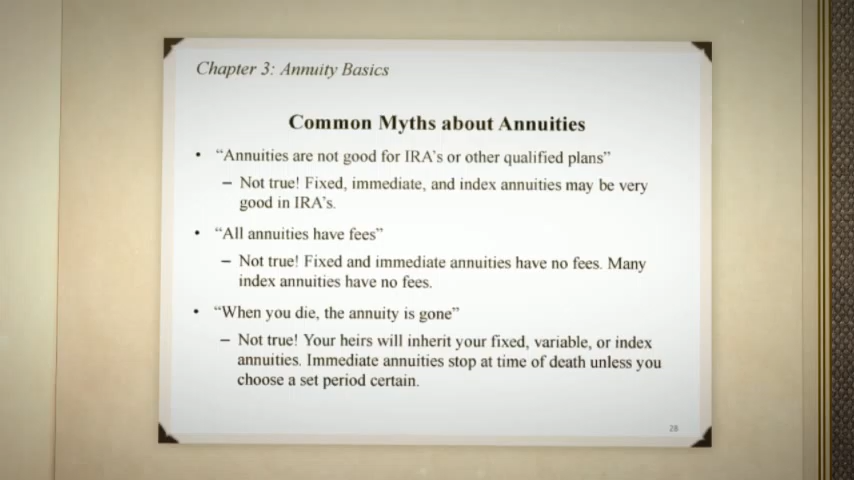 Chapter 3: Annuity Basics
Common Myths about Annuities
• “Annuities are not good for IRA’s or other qualified plans”
– Not true! Fixed, immediate, and index annuities may be very
good in IRA’s.
• “All annuities have fees”
– Not true! Fixed and immediate annuities have no fees. Many
index annuities have no fees.
• “When you die, the annuity is gone”
– Not true! Your heirs will inherit your fixed, variable, or index
annuities. Immediate annuities stop at time of death unless you
choose a set period certain.
28